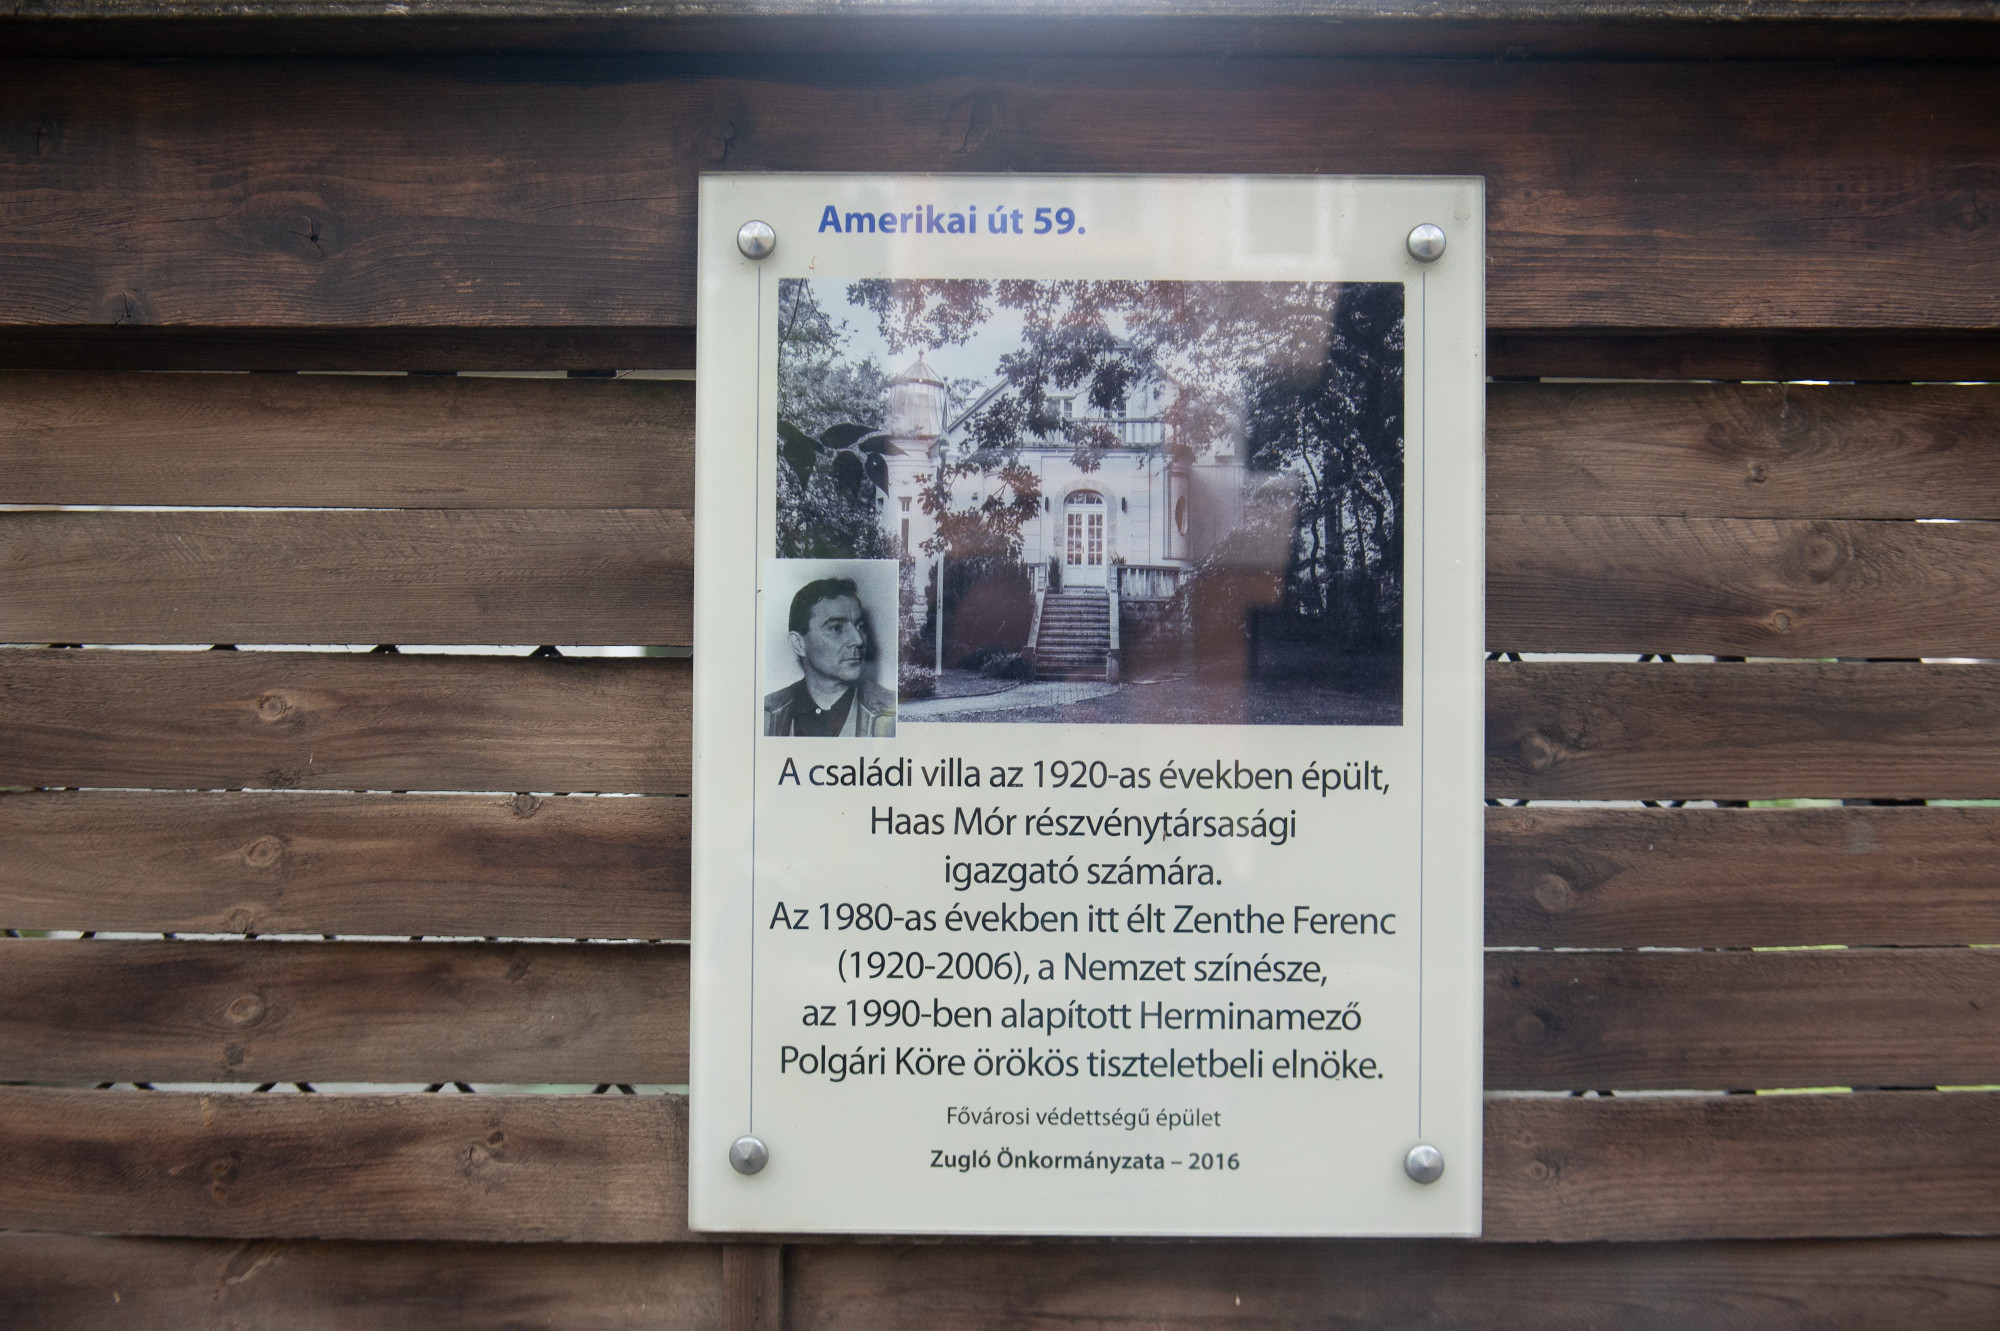 Amerikai út 59.
A családi villa az 1920-as években épült,
Haas Mór részvénytársasági
igazgató számára.
Az 1980-as években itt élt Zenthe Ferenc
(1920-2006), a Nemzet színésze,
az 1990-ben alapított Herminamező
Polgári Köre örökös tiszteletbeli elnöke.
Fővárosi védettségű épület
Zugló Önkormányzata – 2016